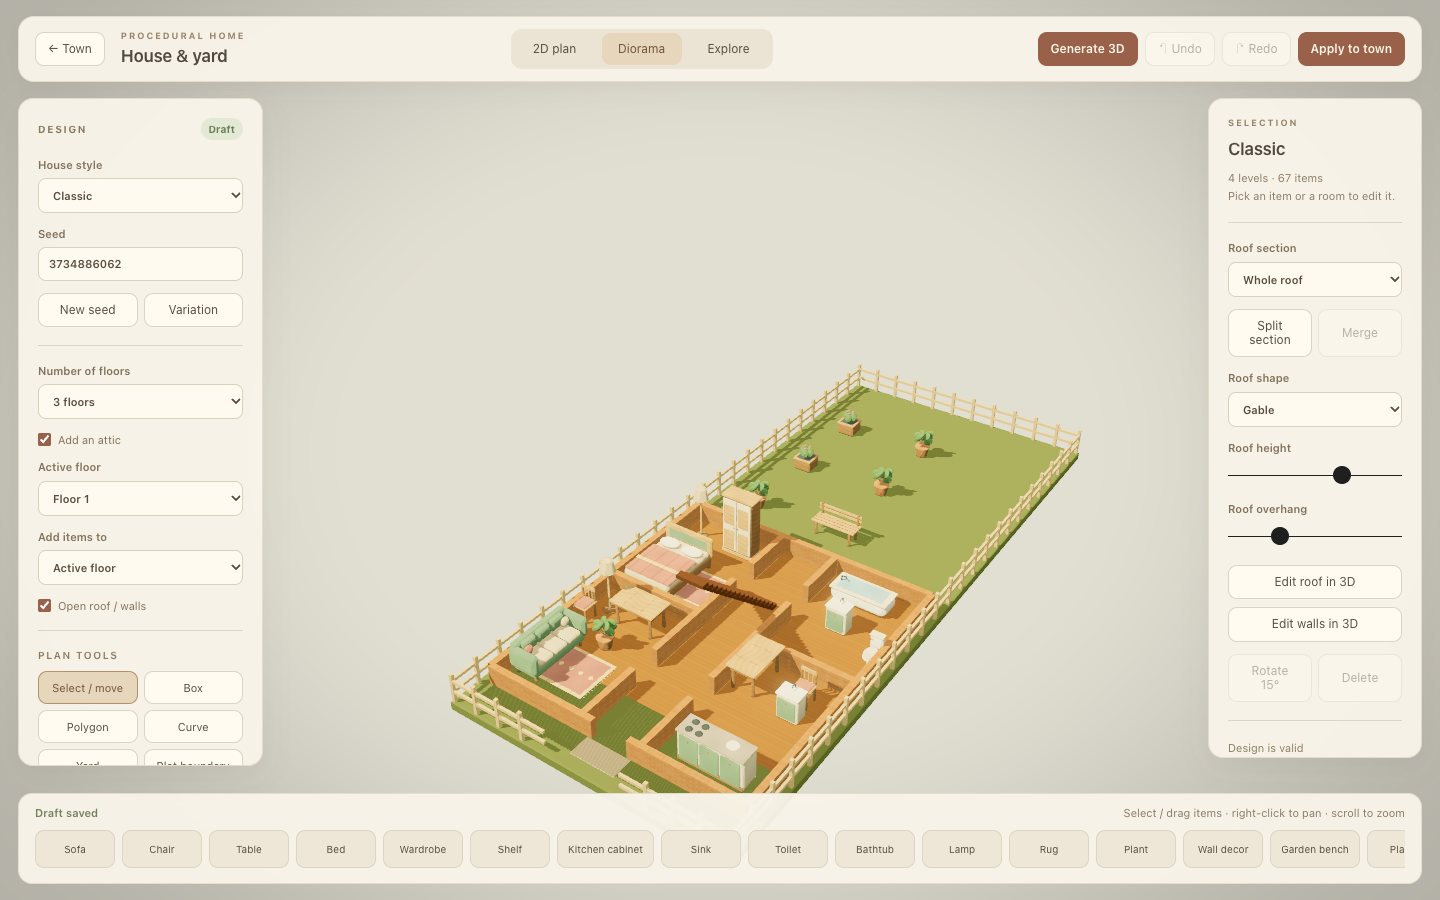 ← Town
PROCEDURAL HOME
House & yard
2D plan
Diorama
Explore
Generate 3D
Undo
Redo
Apply to town
DESIGN
Draft
House style
Classic
Seed
3734886062
New seed
Variation
Number of floors
3 floors
Add an attic
Active floor
Floor 1
Add items to
Active floor
Open roof / walls
PLAN TOOLS
Select / move
Box
Polygon
Curve
Yard
Plot boundary
SELECTION
Classic
4 levels · 67 items
Pick an item or a room to edit it.
Roof section
Whole roof
Split
section
Merge
Roof shape
Gable
Roof height
Roof overhang
Edit roof in 3D
Edit walls in 3D
Rotate
15°
Delete
Design is valid
Draft saved
Select / drag items · right-click to pan · scroll to zoom
Sofa
Chair
Table
Bed
Wardrobe
Shelf
Kitchen cabinet
Sink
Toilet
Bathtub
Lamp
Rug
Plant
Wall decor
Garden bench
Pla